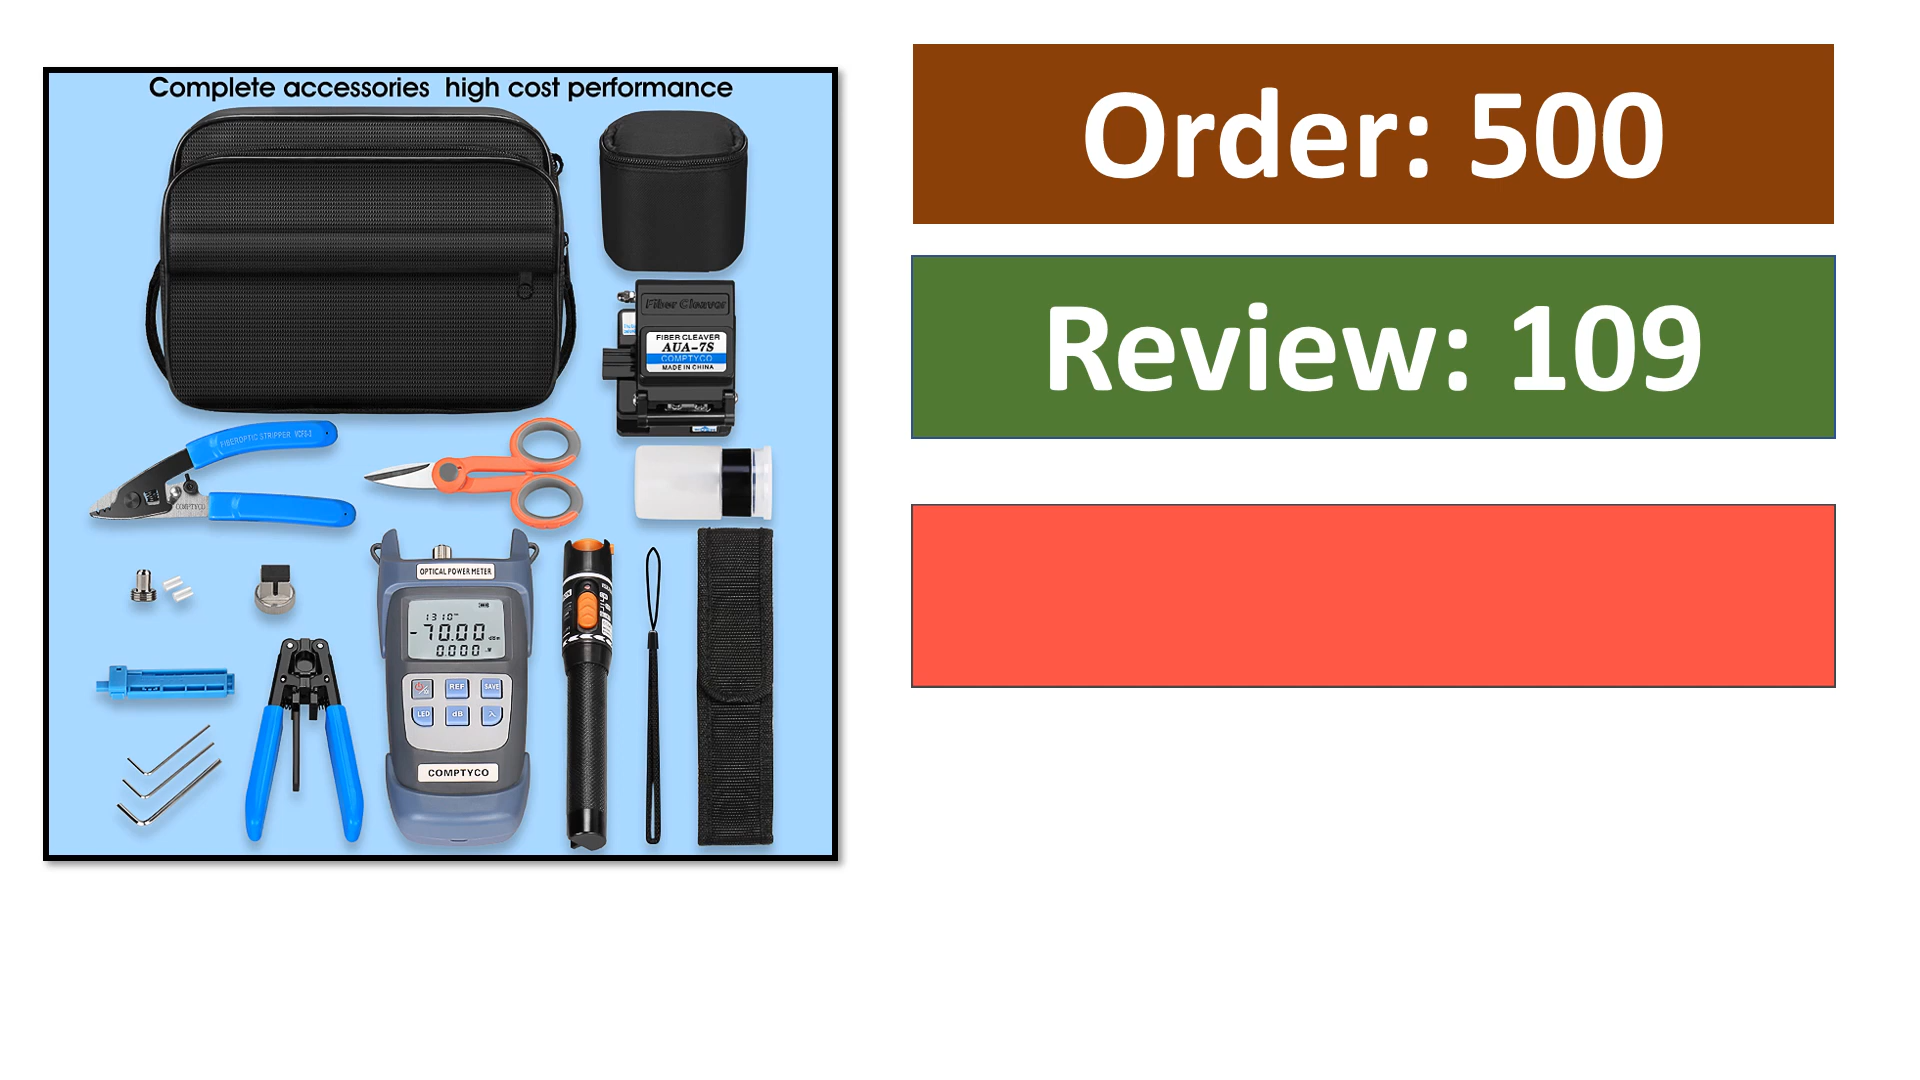 Complete accessories high cost performance
Order: 500
Review: 109
Fiber Cleaver
FIBER CLEAVER
AUA-7S
COMPTYCO
MADE IN CHINA
FIBEROPTIC STRIPPER
COMPTYCO
OPTICAL POWER METER
1310
-70.00
0.000
REF
SAVE
LED
dB
λ
COMPTYCO